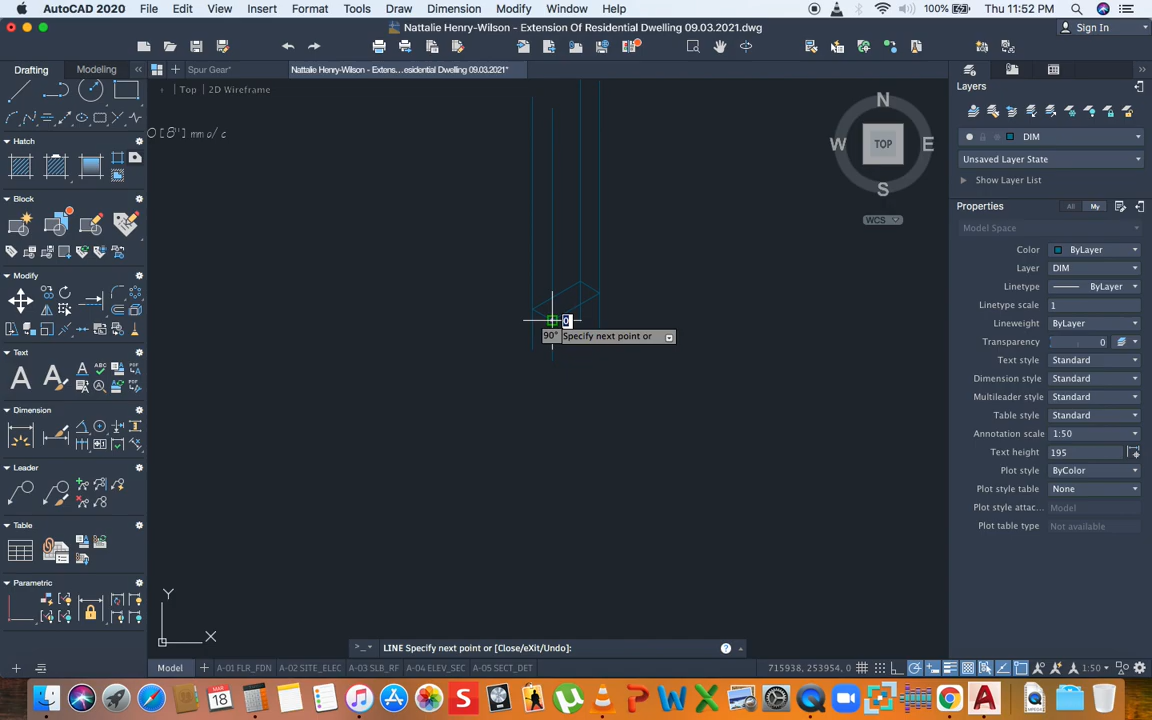 AutoCAD 2020 File Edit View Insert Format Tools Draw Dimension Modify Window Help 100% Thu 11:52 PM
Nattalie Henry-Wilson - Extension Of Residential Dwelling 09.03.2021.dwg
Sign In
Drafting Modeling
Spur Gear*
Nattalie Henry-Wilson - Extens...esidential Dwelling 09.03.2021*
Layers
Top 2D Wireframe
0 [8"] mm o/c
N
W TOP E
S
WCS
DIM
Unsaved Layer State
Show Layer List
Hatch
Block
Modify
Text
Dimension
Leader
Table
Parametric
Properties All My
Model Space
Color ByLayer
Layer DIM
Linetype ByLayer
Linetype scale 1
Lineweight ByLayer
Transparency 0
Text style Standard
Dimension style Standard
Multileader style Standard
Table style Standard
Annotation scale 1:50
Text height 195
Plot style ByColor
Plot style table None
Plot style attac... Model
Plot table type Not available
0
90° Specify next point or
Y
X
>_ LINE Specify next point or [Close/eXit/Undo]: ?
Model A-01 FLR_FDN A-02 SITE_ELEC A-03 SLB_RF A-04 ELEV_SEC A-05 SECT_DET
715938, 253954, 0 1:50
MAR
18